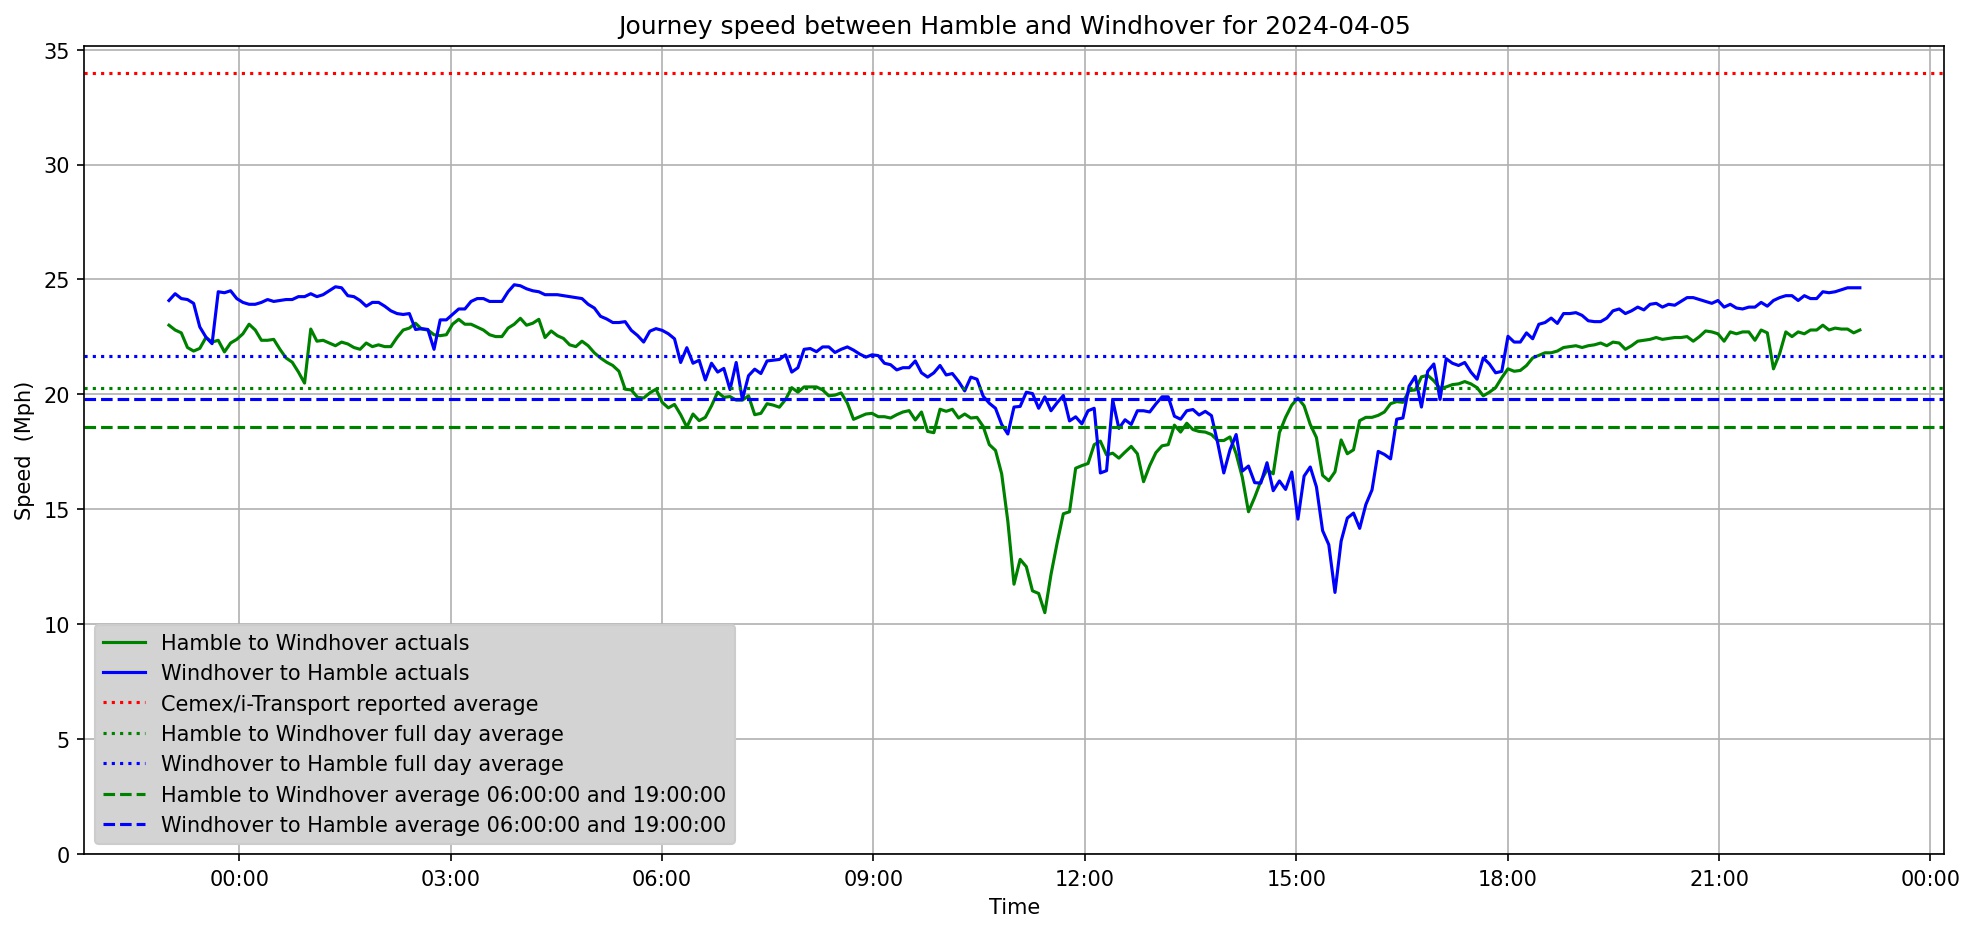 Journey speed between Hamble and Windhover for 2024-04-05
35
30
25
20
15
10
5
0
Speed (Mph)
Hamble to Windhover actuals
Windhover to Hamble actuals
Cemex/i-Transport reported average
Hamble to Windhover full day average
Windhover to Hamble full day average
Hamble to Windhover average 06:00:00 and 19:00:00
Windhover to Hamble average 06:00:00 and 19:00:00
00:00 03:00 06:00 09:00 12:00 15:00 18:00 21:00 00:00
Time